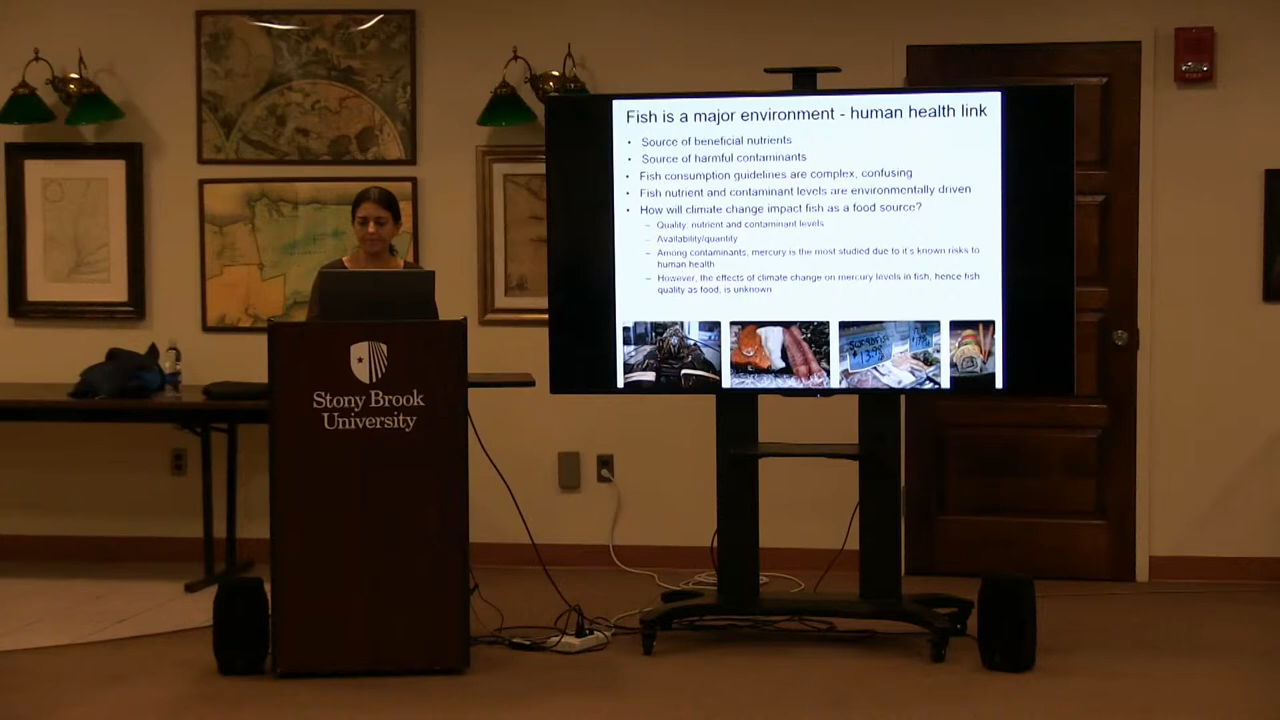 Fish is a major environment - human health link
• Source of beneficial nutrients
• Source of harmful contaminants
• Fish consumption guidelines are complex, confusing
• Fish nutrient and contaminant levels are environmentally driven
• How will climate change impact fish as a food source?
– Quality: nutrient and contaminant levels
– Availability/quantity
– Among contaminants, mercury is the most studied due to it's known risks to
human health
– However, the effects of climate change on mercury levels in fish, hence fish
quality as food, is unknown
Stony Brook
University